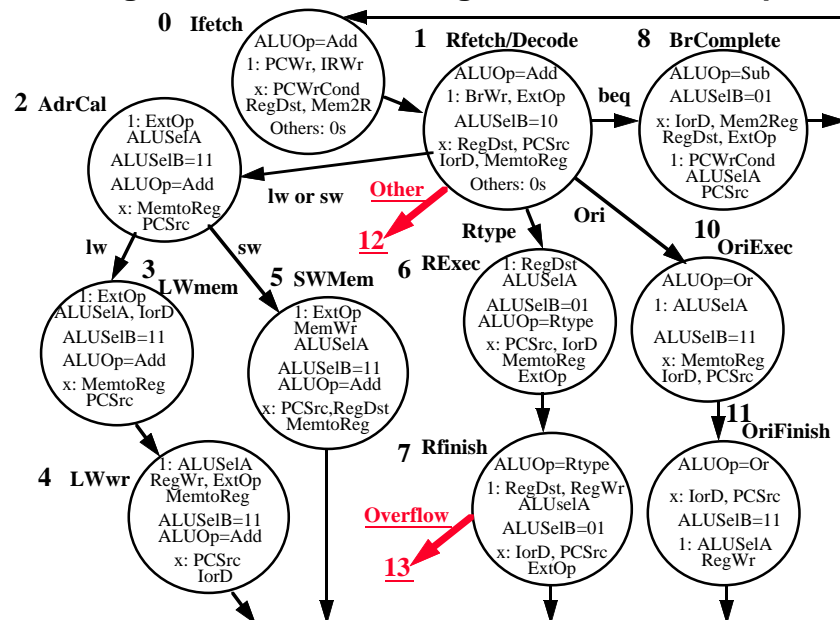 0 Ifetch
ALUOp=Add
1: PCWr, IRWr
x: PCWrCond
RegDst, Mem2R
Others: 0s
1 Rfetch/Decode
ALUOp=Add
1: BrWr, ExtOp
ALUSelB=10
x: RegDst, PCSrc
IorD, MemtoReg
Others: 0s
beq
8 BrComplete
ALUOp=Sub
ALUSelB=01
x: IorD, Mem2Reg
RegDst, ExtOp
1: PCWrCond
ALUSelA
PCSrc
2 AdrCal
1: ExtOp
ALUSelA
ALUSelB=11
ALUOp=Add
x: MemtoReg
PCSrc
lw or sw
Other
12
Rtype
Ori
lw
sw
3 LWmem
1: ExtOp
ALUSelA, IorD
ALUSelB=11
ALUOp=Add
x: MemtoReg
PCSrc
5 SWMem
1: ExtOp
MemWr
ALUSelA
ALUSelB=11
ALUOp=Add
x: PCSrc,RegDst
MemtoReg
6 RExec
1: RegDst
ALUSelA
ALUSelB=01
ALUOp=Rtype
x: PCSrc, IorD
MemtoReg
ExtOp
10 OriExec
ALUOp=Or
1: ALUSelA
ALUSelB=11
x: MemtoReg
IorD, PCSrc
4 LWwr
1: ALUSelA
RegWr, ExtOp
MemtoReg
ALUSelB=11
ALUOp=Add
x: PCSrc
IorD
7 Rfinish
ALUOp=Rtype
1: RegDst, RegWr
ALUselA
ALUSelB=01
x: IorD, PCSrc
ExtOp
Overflow
13
11 OriFinish
ALUOp=Or
x: IorD, PCSrc
ALUSelB=11
1: ALUSelA
RegWr